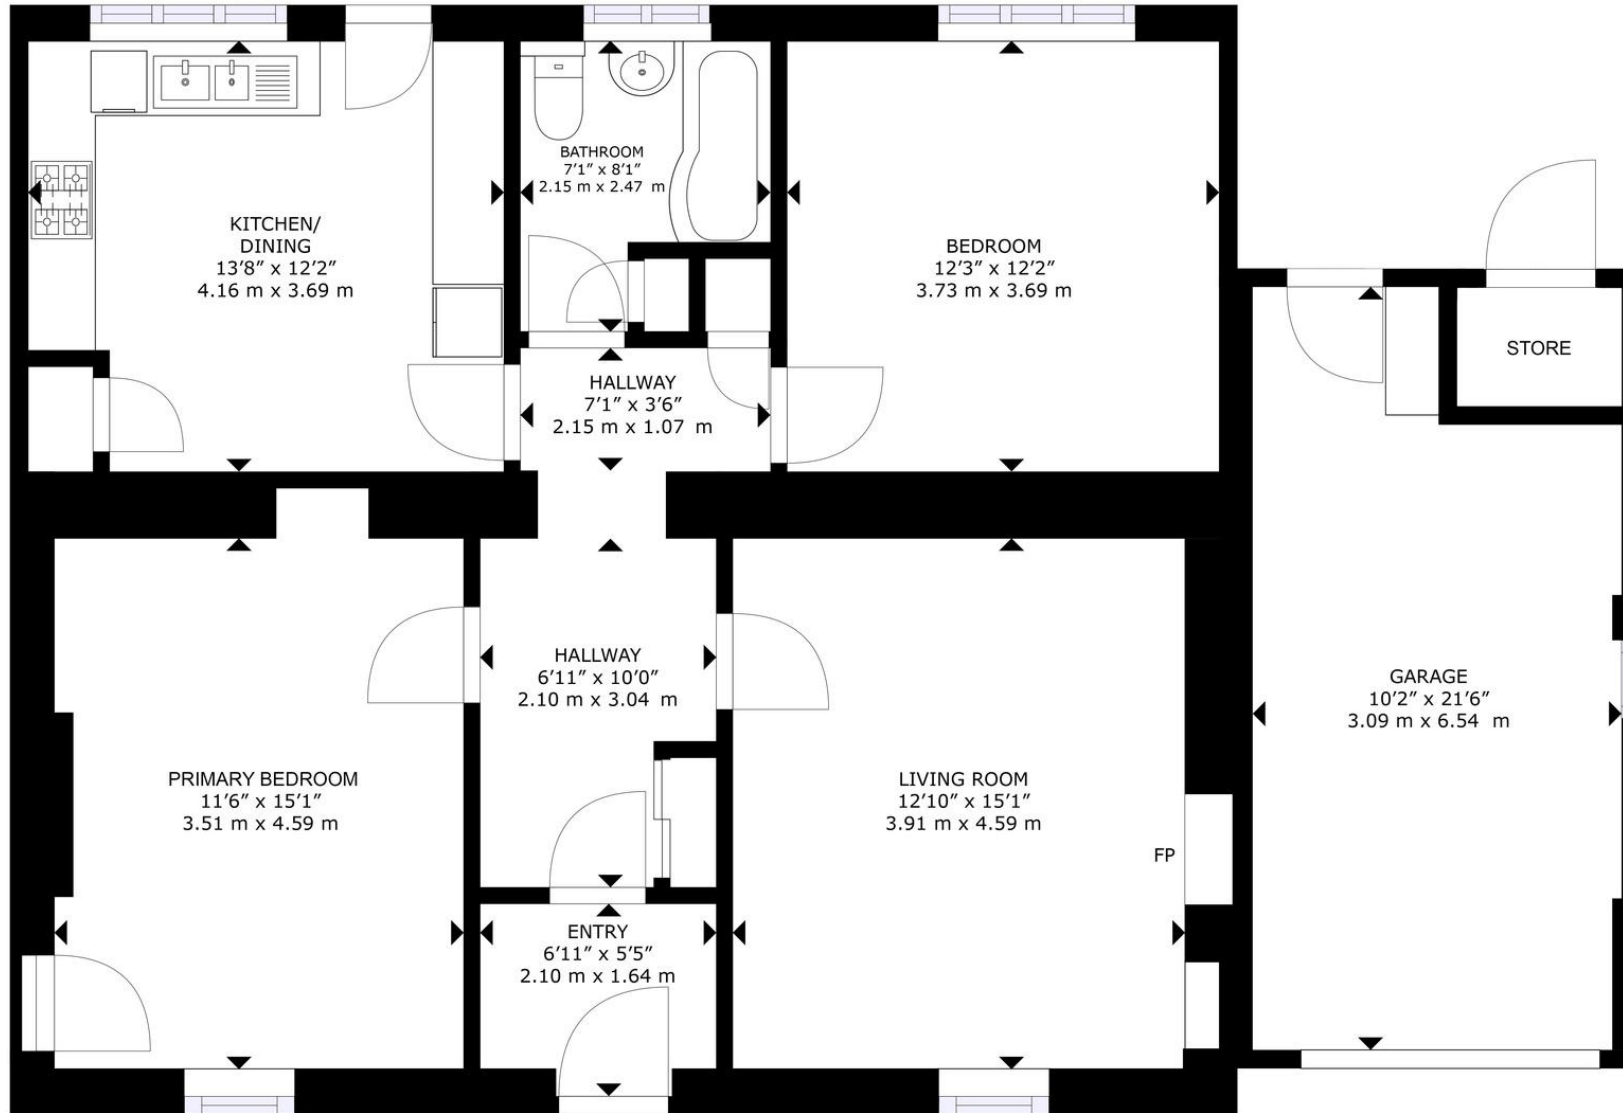 BATHROOM
7'1" x 8'1"
2.15 m x 2.47 m
KITCHEN/
DINING
13'8" x 12'2"
4.16 m x 3.69 m
BEDROOM
12'3" x 12'2"
3.73 m x 3.69 m
STORE
HALLWAY
7'1" x 3'6"
2.15 m x 1.07 m
HALLWAY
6'11" x 10'0"
2.10 m x 3.04 m
GARAGE
10'2" x 21'6"
3.09 m x 6.54 m
PRIMARY BEDROOM
11'6" x 15'1"
3.51 m x 4.59 m
LIVING ROOM
12'10" x 15'1"
3.91 m x 4.59 m
FP
ENTRY
6'11" x 5'5"
2.10 m x 1.64 m